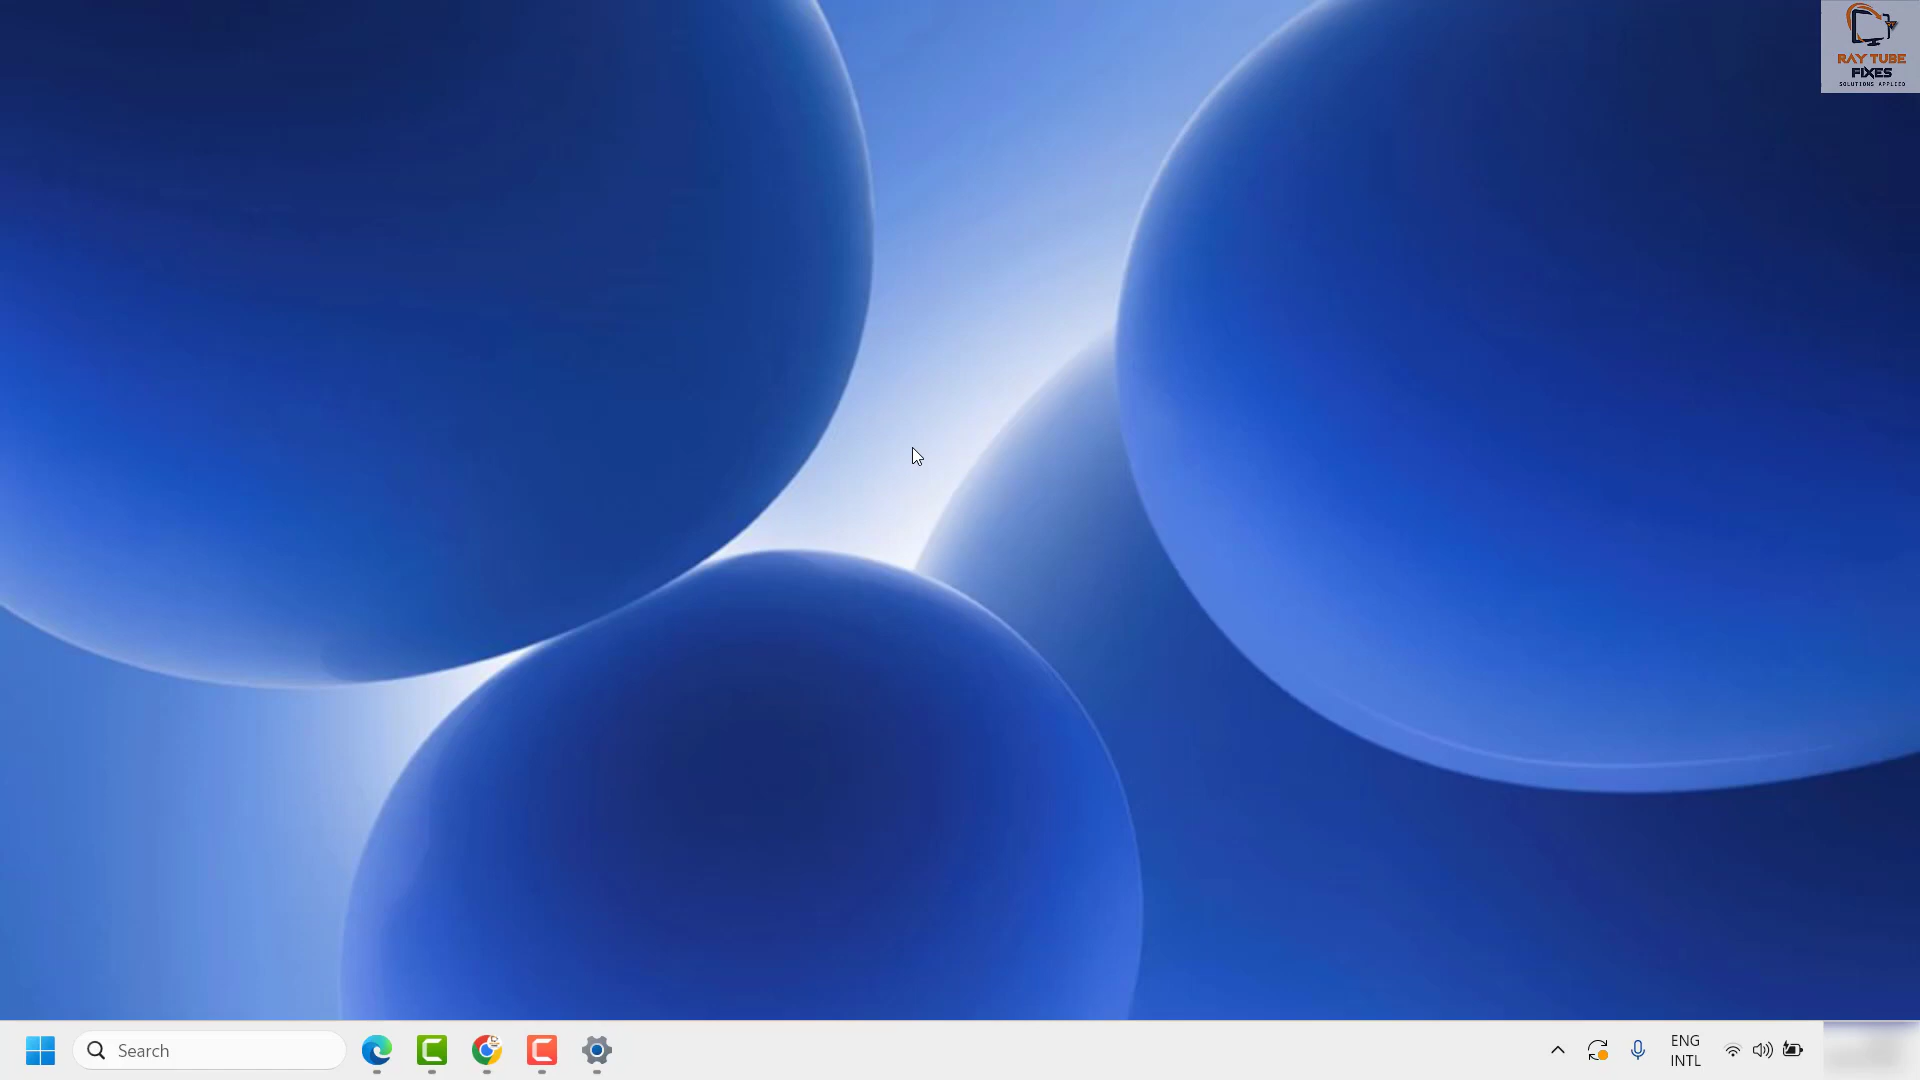 RAY TUBE
FIXES
SOLUTIONS APPLIED
Search
ENG
INTL